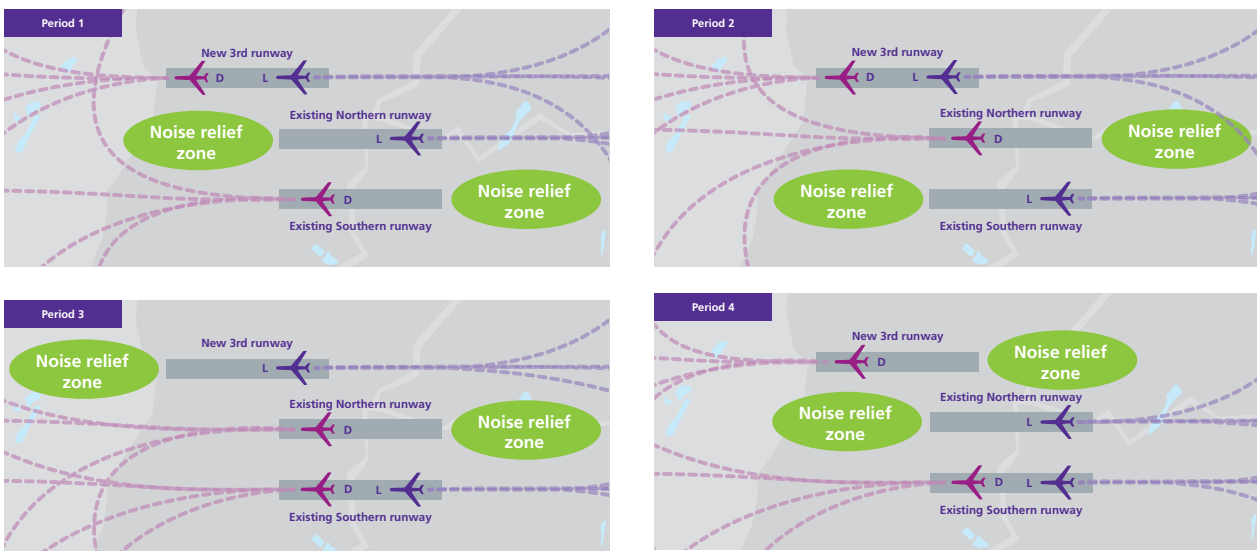 Period 1
New 3rd runway
D
L
Existing Northern runway
Noise relief
zone
L
D
Noise relief
zone
Existing Southern runway
Period 2
New 3rd runway
D
L
Existing Northern runway
D
Noise relief
zone
Noise relief
zone
L
Existing Southern runway
Period 3
New 3rd runway
Noise relief
zone
L
Existing Northern runway
D
Noise relief
zone
D
L
Existing Southern runway
Period 4
New 3rd runway
D
Noise relief
zone
Existing Northern runway
Noise relief
zone
L
D
L
Existing Southern runway